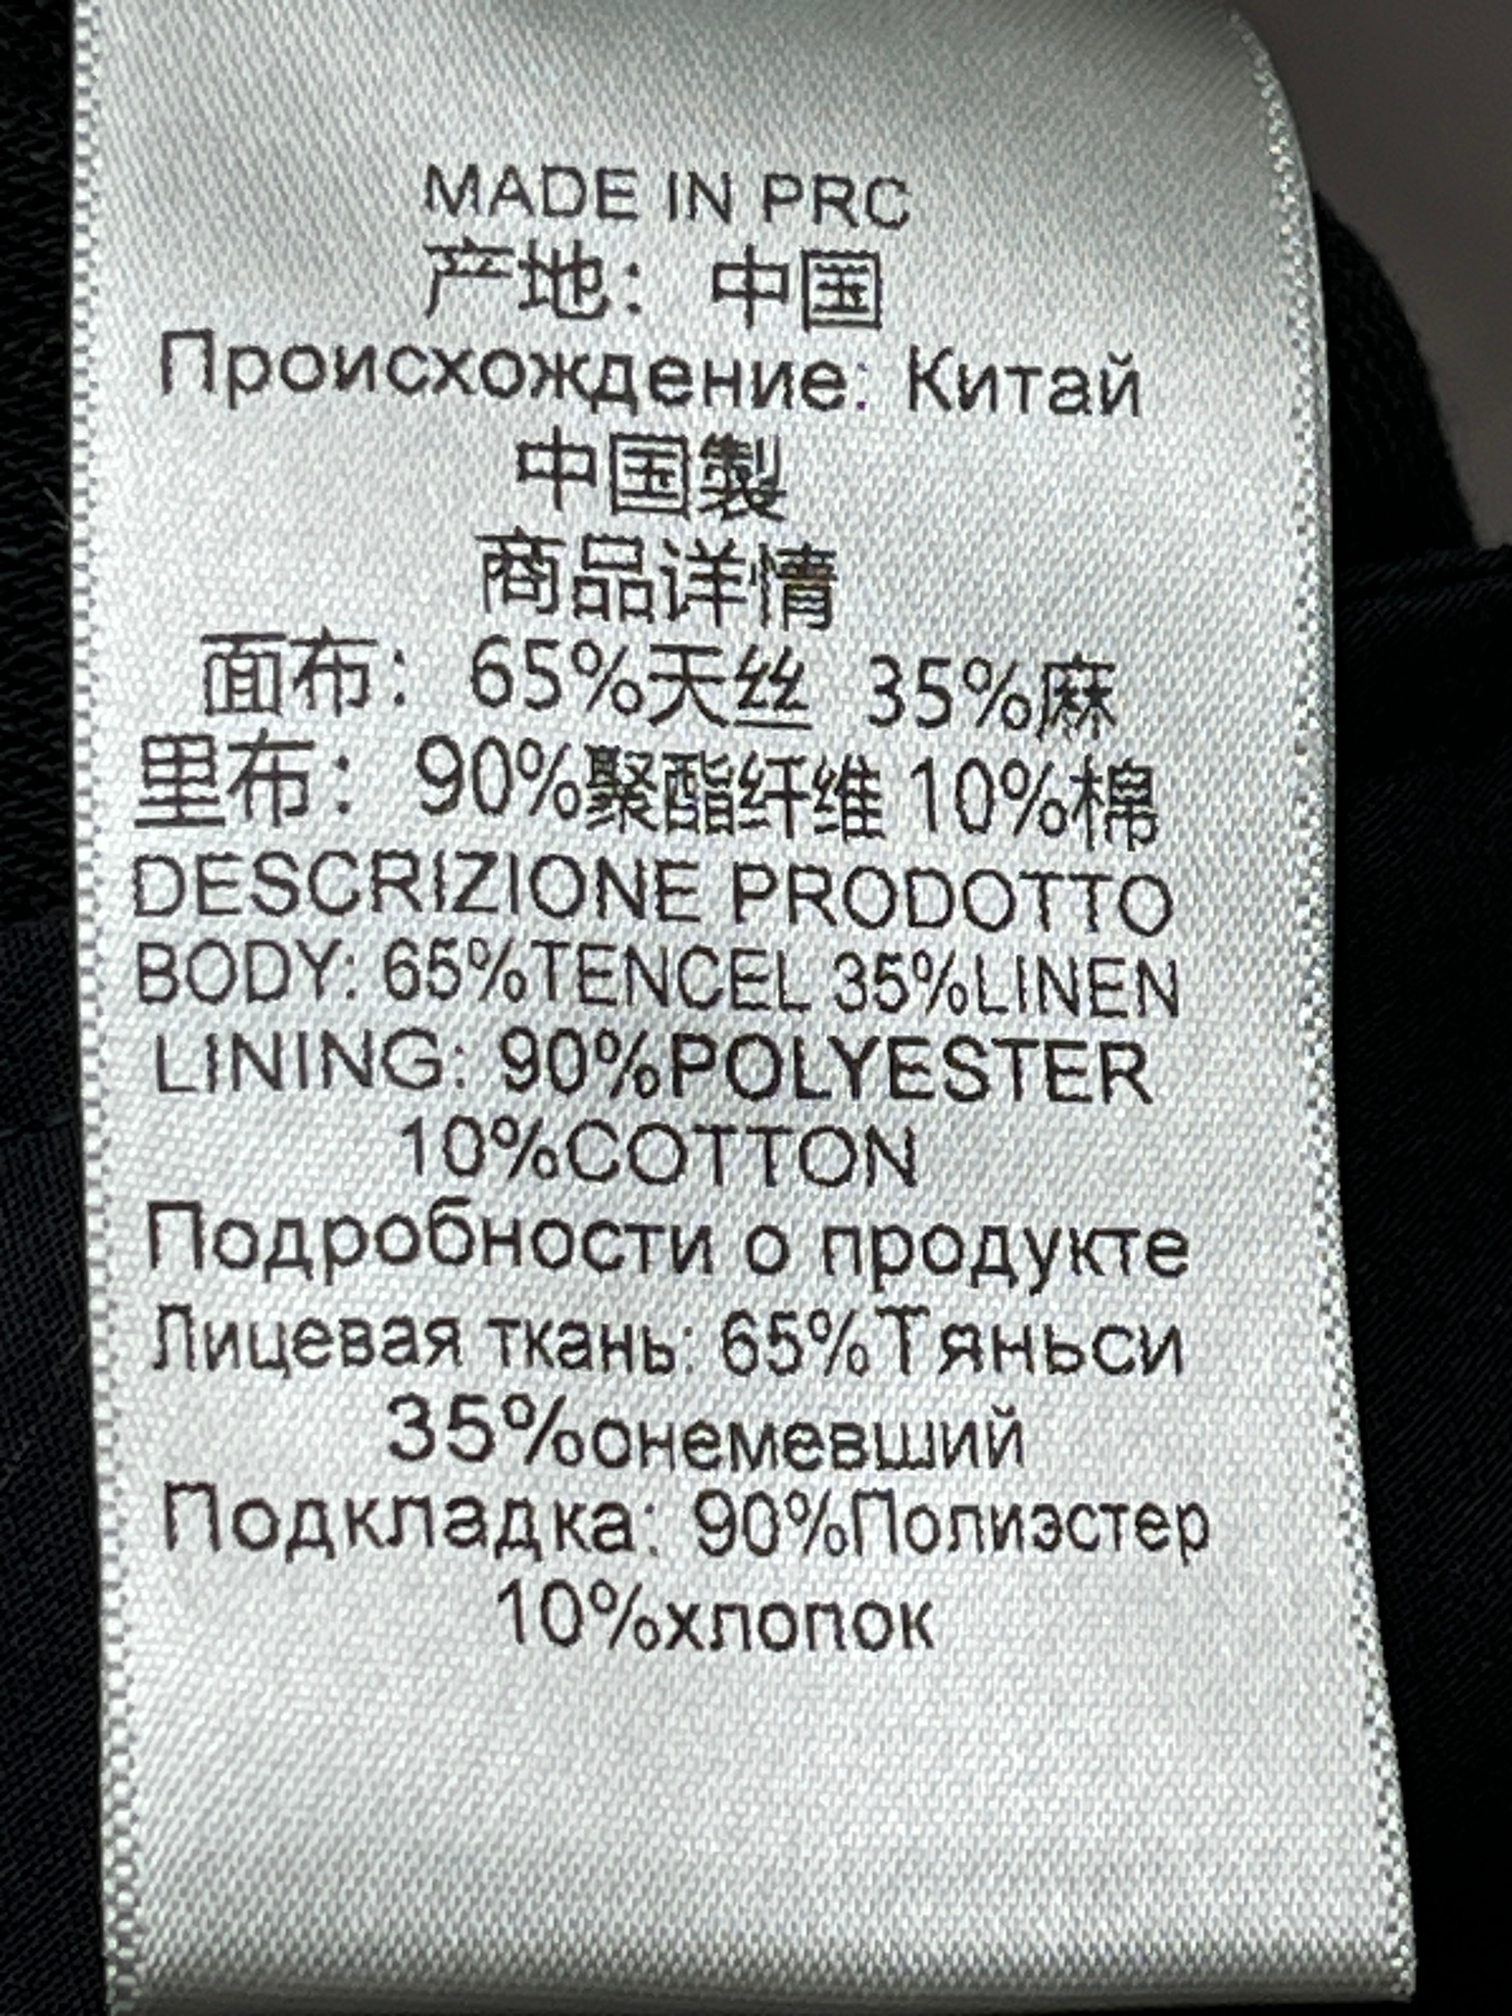 MADE IN PRC
产地：中国
Происхождение: Китай
中国製
商品详情
面布：65%天丝 35%麻
里布：90%聚酯纤维 10%棉
DESCRIZIONE PRODOTTO
BODY: 65%TENCEL 35%LINEN
LINING: 90%POLYESTER
10%COTTON
Подробности о продукте
Лицевая ткань: 65%Тяньси
35%онемевший
Подкладка: 90%Полиэстер
10%хлопок